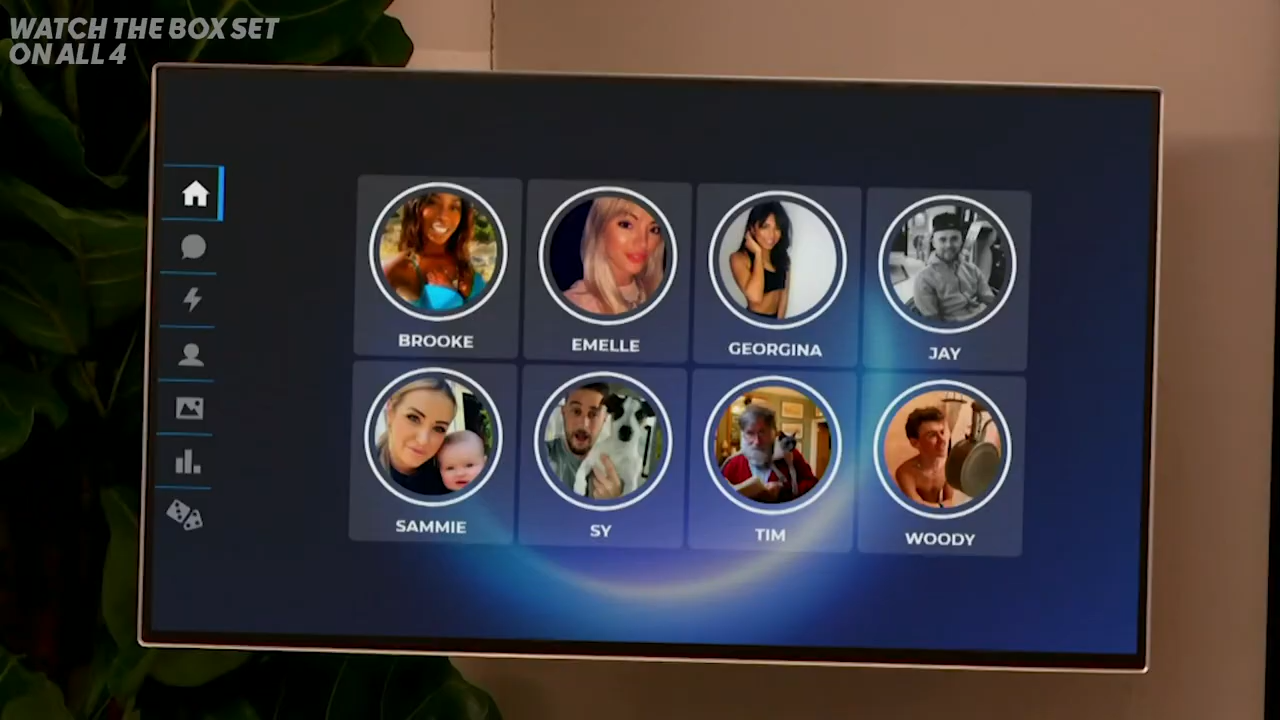 WATCH THE BOX SET
ON ALL 4
BROOKE
EMELLE
GEORGINA
JAY
SAMMIE
SY
TIM
WOODY